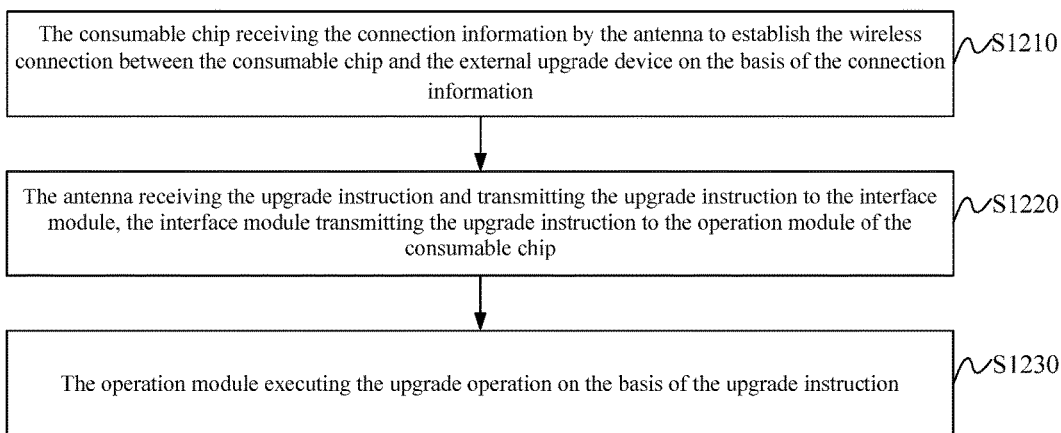 The consumable chip receiving the connection information by the antenna to establish the wireless
connection between the consumable chip and the external upgrade device on the basis of the connection
information
S1210
The antenna receiving the upgrade instruction and transmitting the upgrade instruction to the interface
module, the interface module transmitting the upgrade instruction to the operation module of the
consumable chip
S1220
The operation module executing the upgrade operation on the basis of the upgrade instruction
S1230